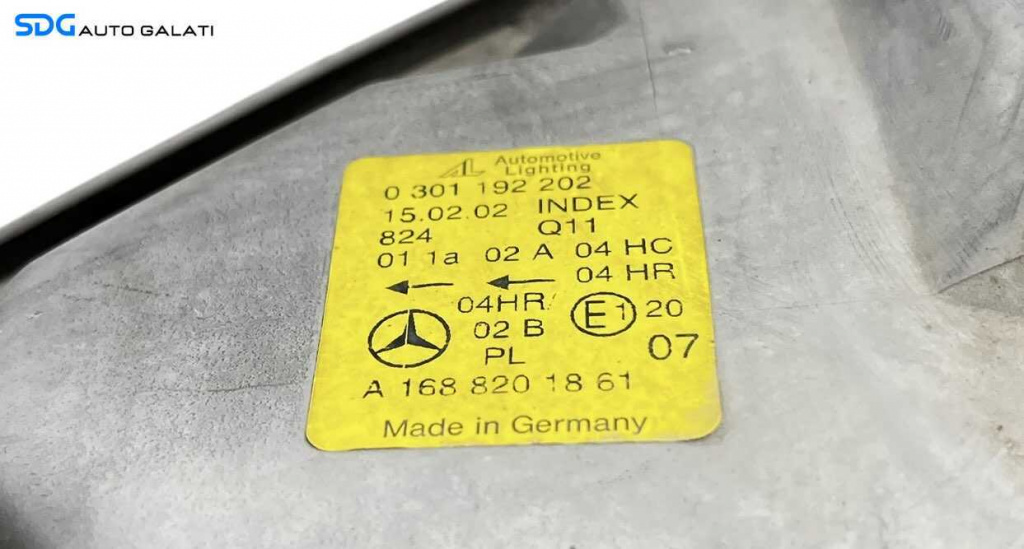 SDG AUTO GALATI
AL Automotive
Lighting
0 301 192 202
15.02.02 INDEX
824 Q11
01 1a 02 A 04 HC
04 HR
04HR
02 B E1 20
PL 07
A 168 820 18 61
Made in Germany